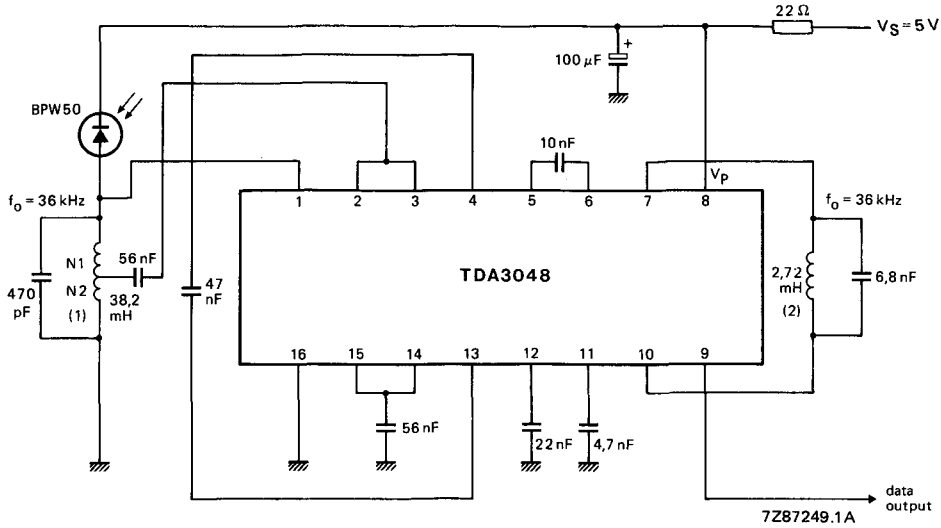 22 Ω
V_S = 5 V
+
100 μF
BPW50
10 nF
V_P
1 2 3 4 5 6 7 8
f_o = 36 kHz
f_o = 36 kHz
N1
56 nF
TDA3048
47 nF
2,72 mH
(2)
6,8 nF
470 pF
N2
(1)
38,2 mH
16 15 14 13 12 11 10 9
56 nF
22 nF
4,7 nF
data output
7Z87249.1A